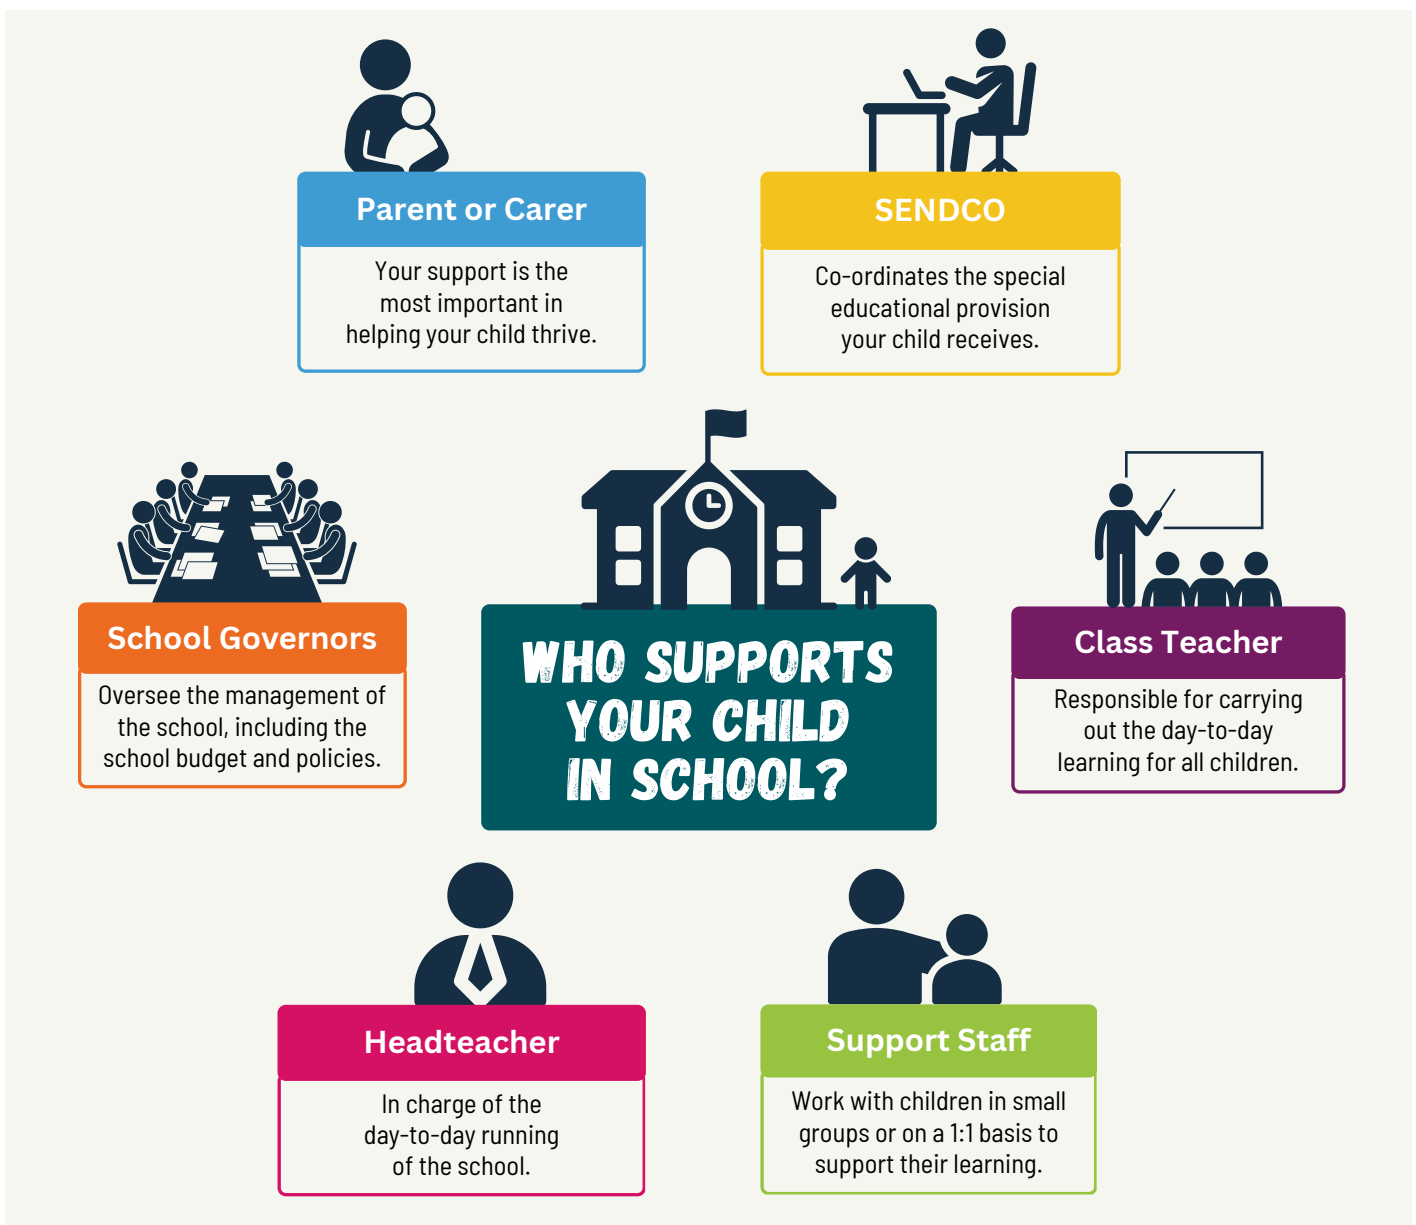 Parent or Carer
Your support is the
most important in
helping your child thrive.
SENDCO
Co-ordinates the special
educational provision
your child receives.
School Governors
Oversee the management of
the school, including the
school budget and policies.
WHO SUPPORTS
YOUR CHILD
IN SCHOOL?
Class Teacher
Responsible for carrying
out the day-to-day
learning for all children.
Headteacher
In charge of the
day-to-day running
of the school.
Support Staff
Work with children in small
groups or on a 1:1 basis to
support their learning.